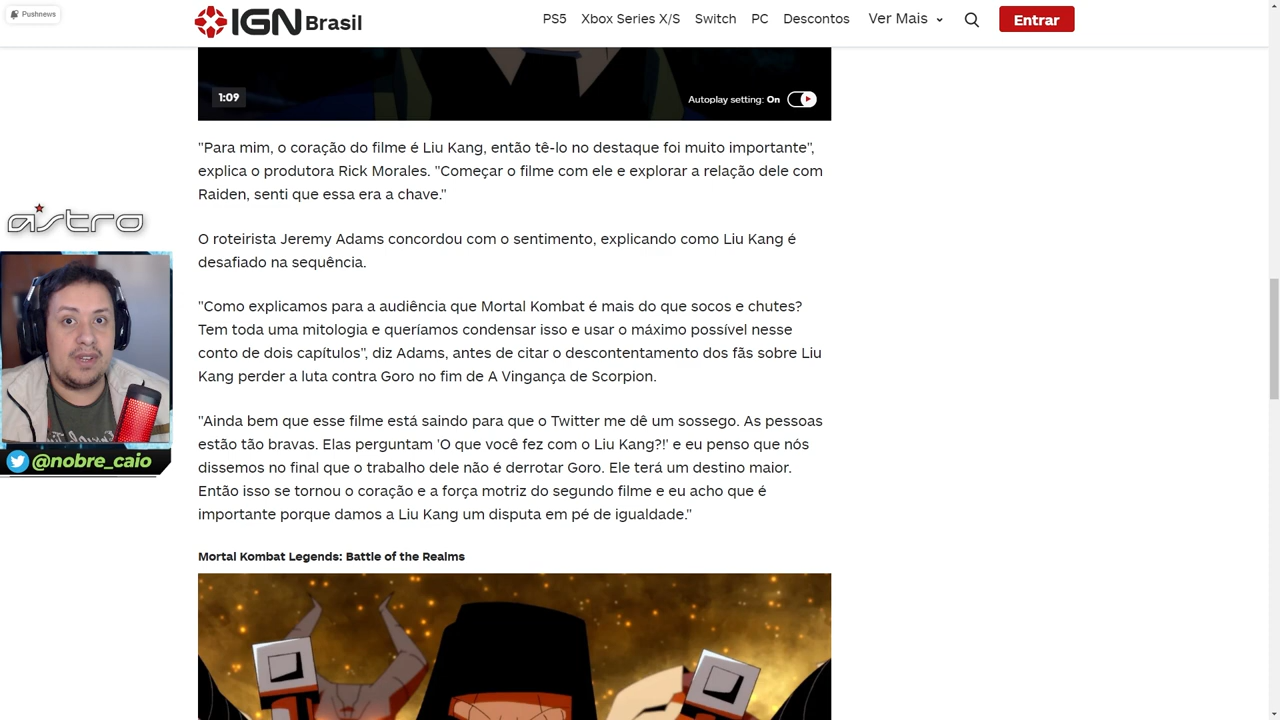 Pushnews
IGN Brasil
PS5 Xbox Series X/S Switch PC Descontos Ver Mais Entrar
1:09
Autoplay setting: On
"Para mim, o coração do filme é Liu Kang, então tê-lo no destaque foi muito importante",
explica o produtora Rick Morales. "Começar o filme com ele e explorar a relação dele com
Raiden, senti que essa era a chave."
astro
O roteirista Jeremy Adams concordou com o sentimento, explicando como Liu Kang é
desafiado na sequência.
"Como explicamos para a audiência que Mortal Kombat é mais do que socos e chutes?
Tem toda uma mitologia e queríamos condensar isso e usar o máximo possível nesse
conto de dois capítulos", diz Adams, antes de citar o descontentamento dos fãs sobre Liu
Kang perder a luta contra Goro no fim de A Vingança de Scorpion.
"Ainda bem que esse filme está saindo para que o Twitter me dê um sossego. As pessoas
estão tão bravas. Elas perguntam 'O que você fez com o Liu Kang?!' e eu penso que nós
dissemos no final que o trabalho dele não é derrotar Goro. Ele terá um destino maior.
Então isso se tornou o coração e a força motriz do segundo filme e eu acho que é
importante porque damos a Liu Kang um disputa em pé de igualdade."
@nobre_caio
Mortal Kombat Legends: Battle of the Realms